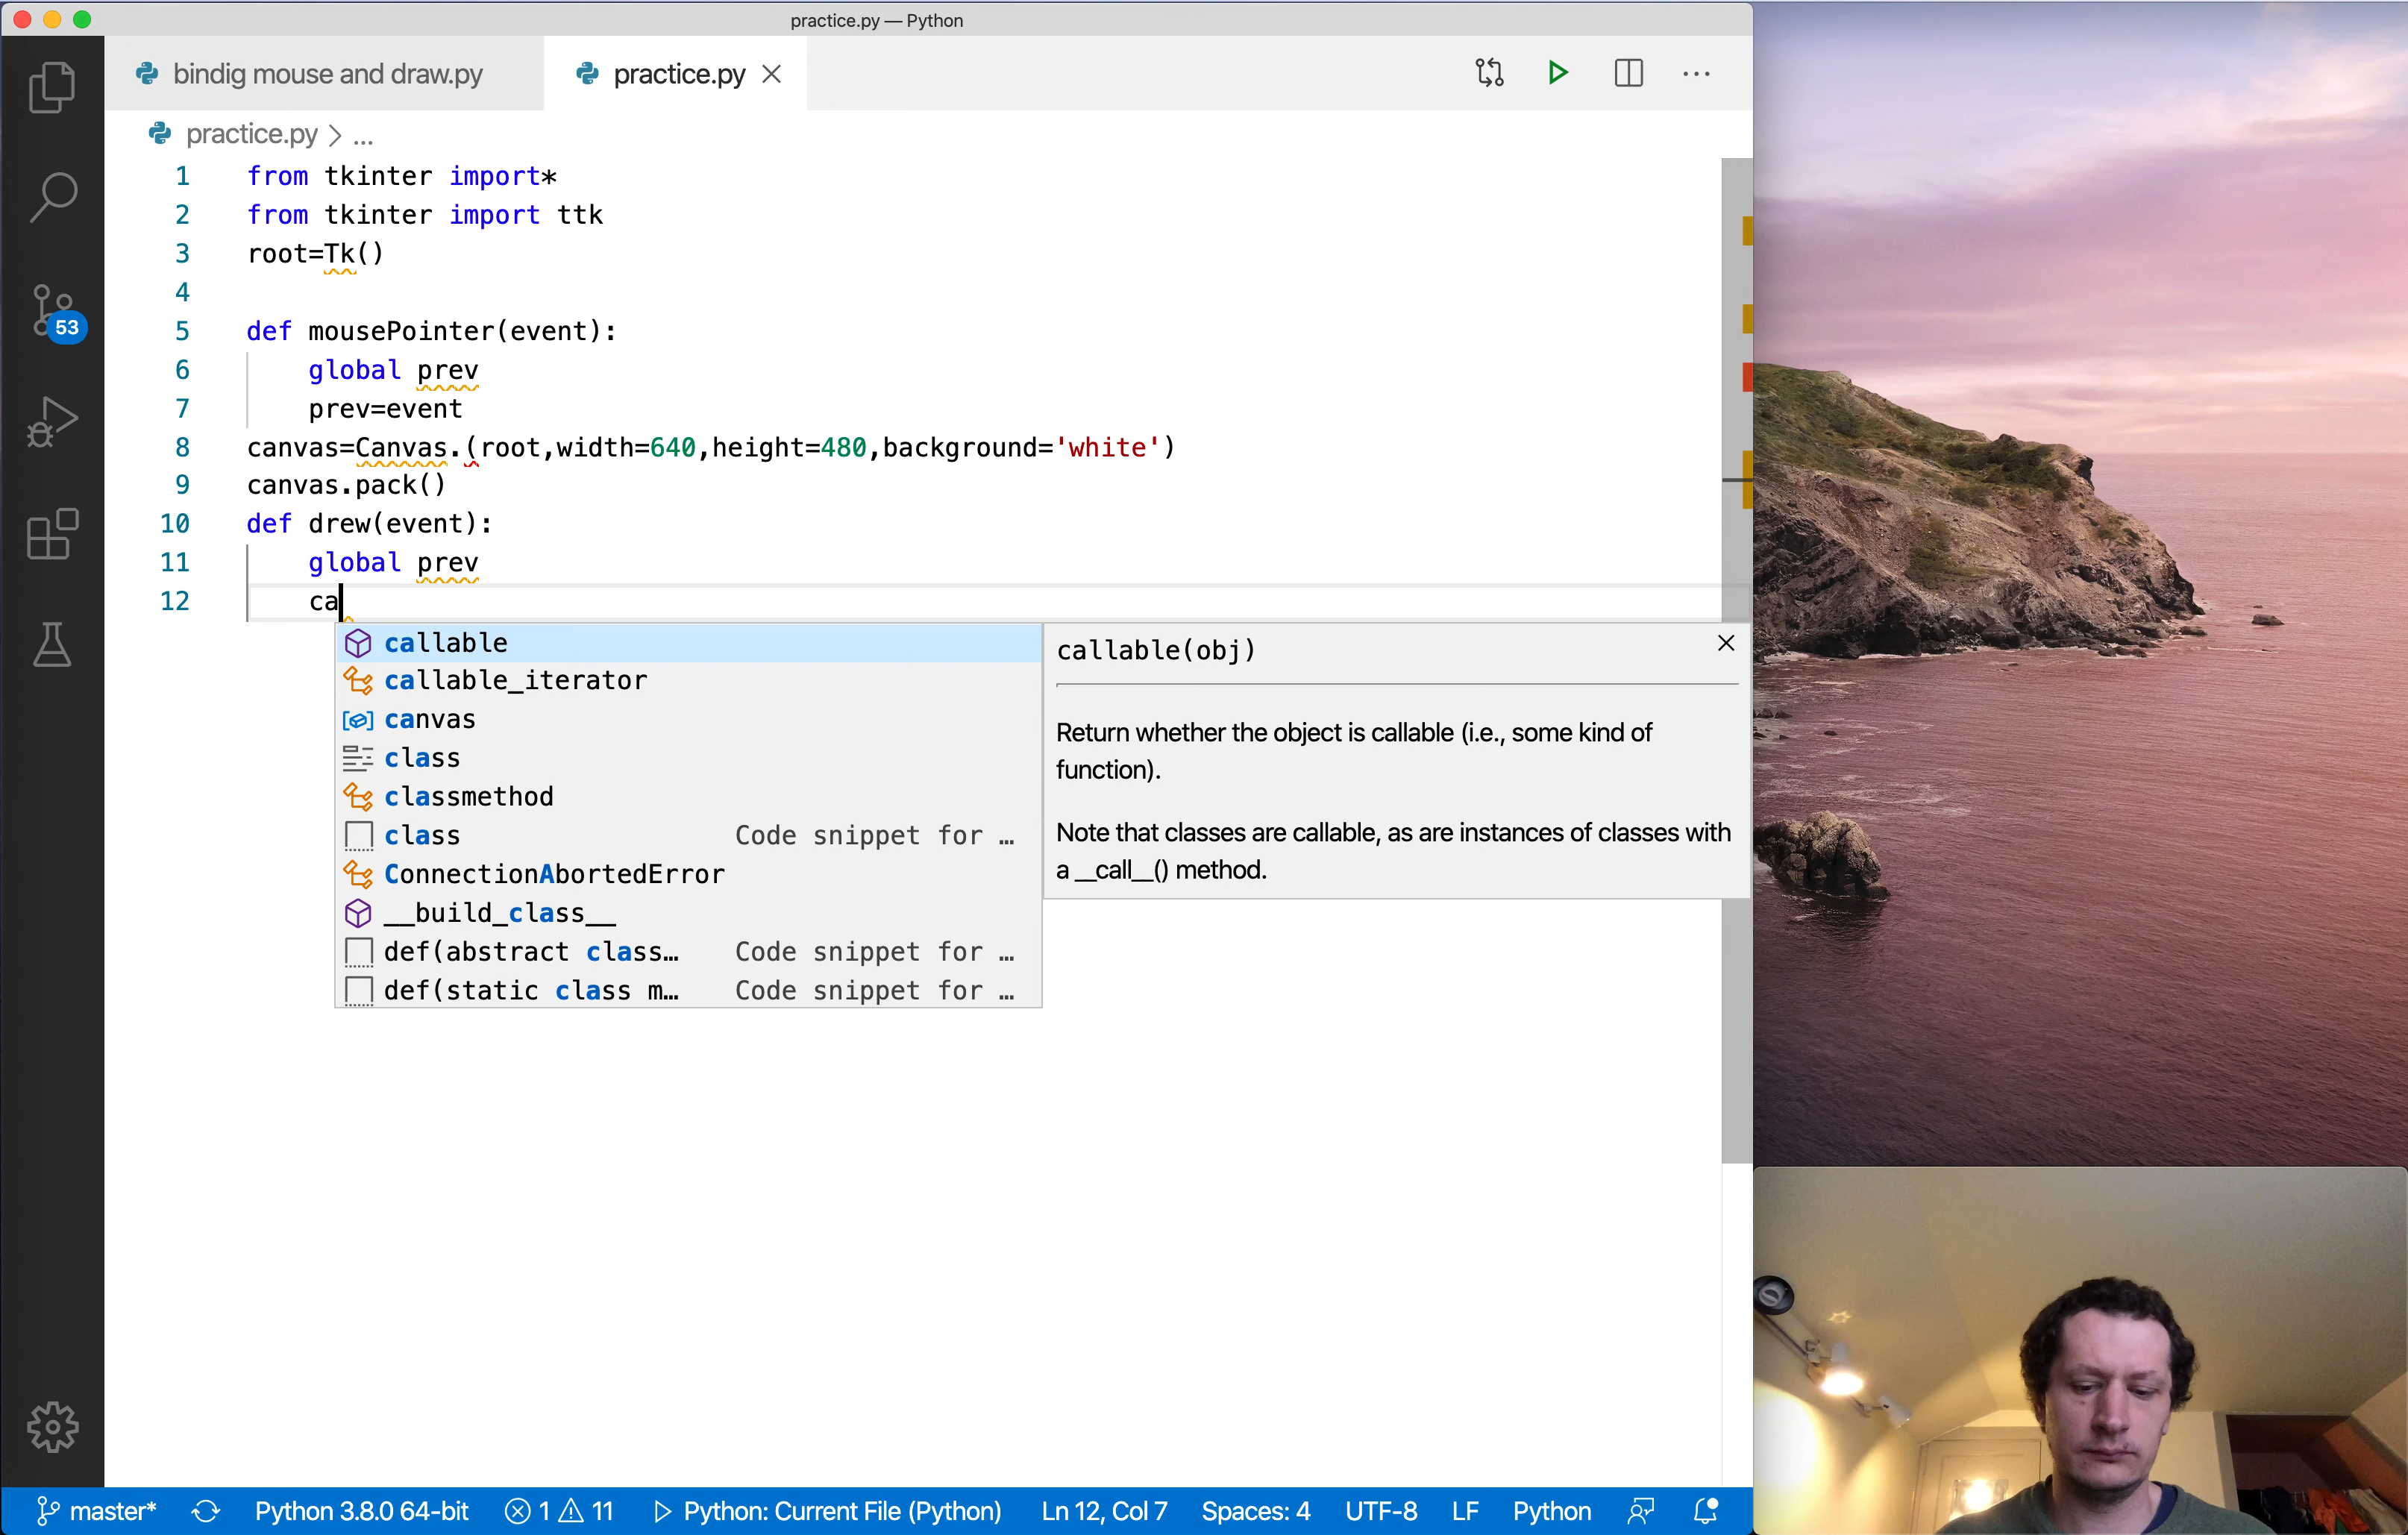 practice.py — Python
bindig mouse and draw.py
practice.py
practice.py > ...
1 from tkinter import*
2 from tkinter import ttk
3 root=Tk()
4
5 def mousePointer(event):
6 global prev
7 prev=event
8 canvas=Canvas.(root,width=640,height=480,background='white')
9 canvas.pack()
10 def drew(event):
11 global prev
12 ca
53
callable
callable_iterator
canvas
class
classmethod
class Code snippet for …
ConnectionAbortedError
__build_class__
def(abstract class… Code snippet for …
def(static class m… Code snippet for …
callable(obj)
Return whether the object is callable (i.e., some kind of
function).
Note that classes are callable, as are instances of classes with
a __call__() method.
master* Python 3.8.0 64-bit 1 11 Python: Current File (Python) Ln 12, Col 7 Spaces: 4 UTF-8 LF Python